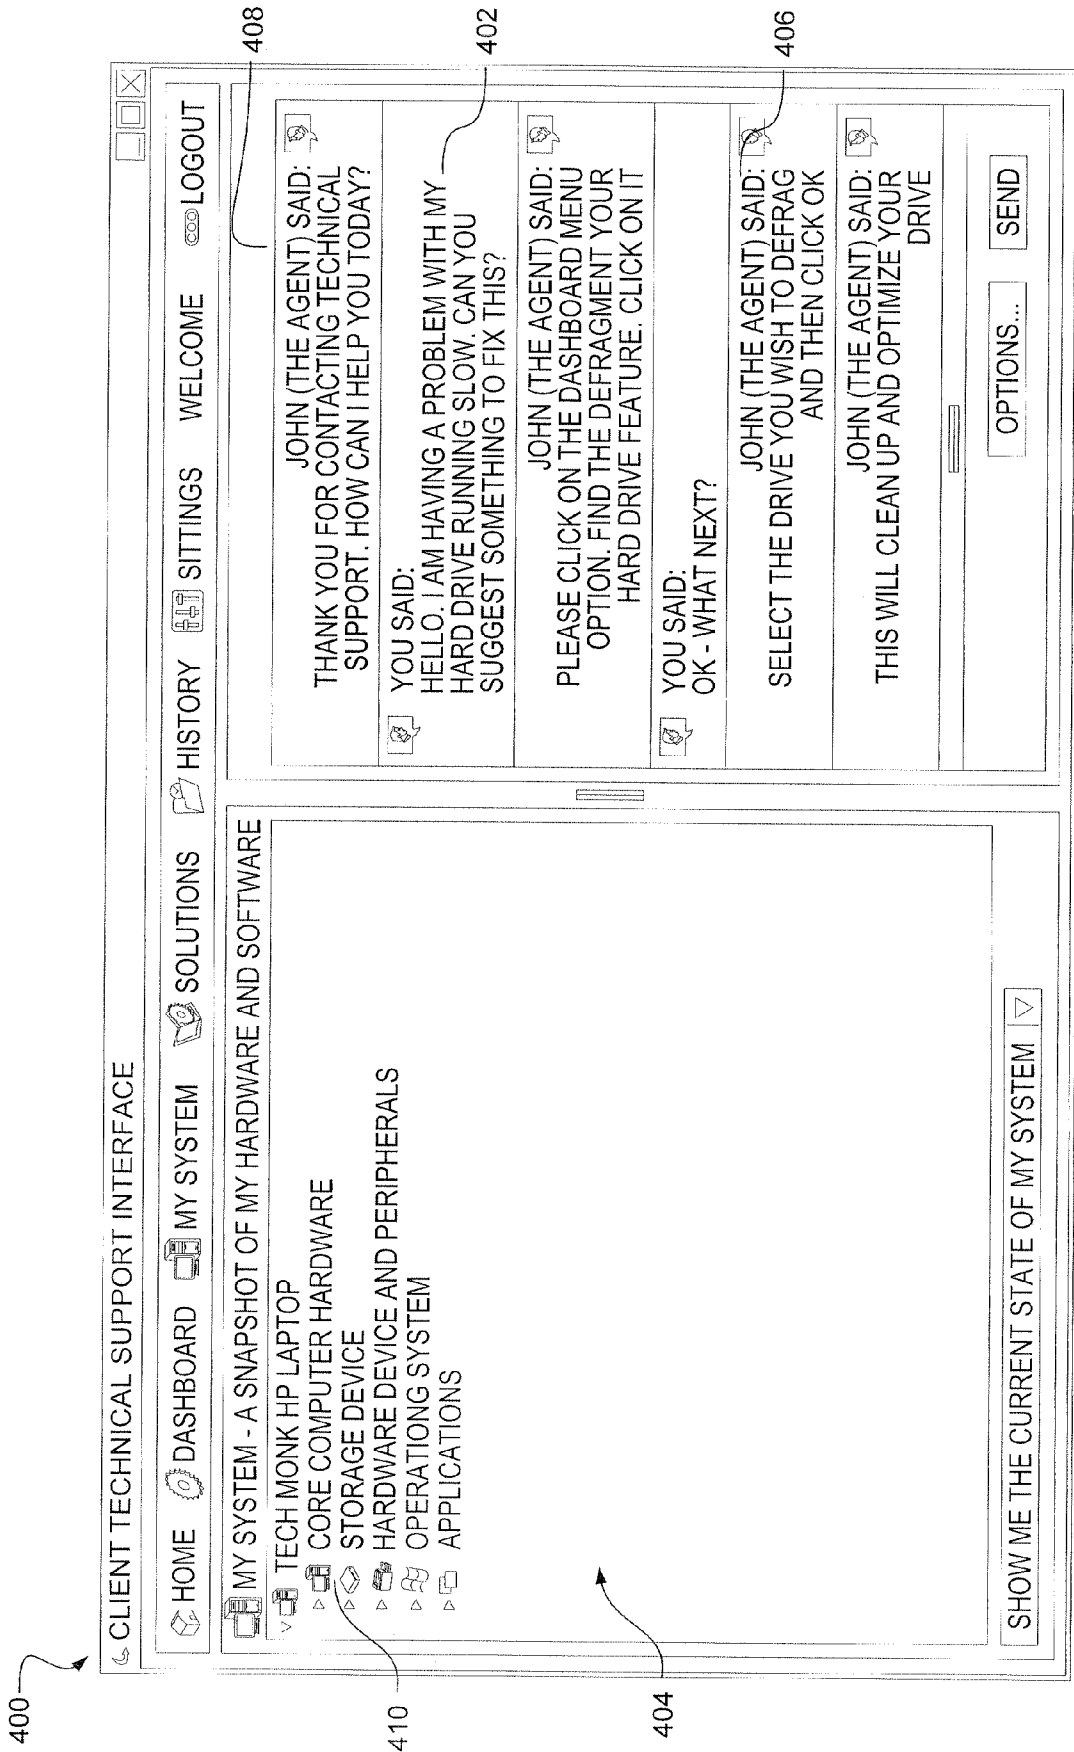 400
CLIENT TECHNICAL SUPPORT INTERFACE
HOME DASHBOARD MY SYSTEM SOLUTIONS HISTORY SITTINGS WELCOME LOGOUT
MY SYSTEM - A SNAPSHOT OF MY HARDWARE AND SOFTWARE
TECH MONK HP LAPTOP
CORE COMPUTER HARDWARE
STORAGE DEVICE
HARDWARE DEVICE AND PERIPHERALS
OPERATIONG SYSTEM
APPLICATIONS
410
404
SHOW ME THE CURRENT STATE OF MY SYSTEM
408
JOHN (THE AGENT) SAID:
THANK YOU FOR CONTACTING TECHNICAL
SUPPORT. HOW CAN I HELP YOU TODAY?
YOU SAID:
HELLO. I AM HAVING A PROBLEM WITH MY
HARD DRIVE RUNNING SLOW. CAN YOU
SUGGEST SOMETHING TO FIX THIS?
402
JOHN (THE AGENT) SAID:
PLEASE CLICK ON THE DASHBOARD MENU
OPTION. FIND THE DEFRAGMENT YOUR
HARD DRIVE FEATURE. CLICK ON IT
YOU SAID:
OK - WHAT NEXT?
JOHN (THE AGENT) SAID:
SELECT THE DRIVE YOU WISH TO DEFRAG
AND THEN CLICK OK
406
JOHN (THE AGENT) SAID:
THIS WILL CLEAN UP AND OPTIMIZE YOUR
DRIVE
OPTIONS... SEND